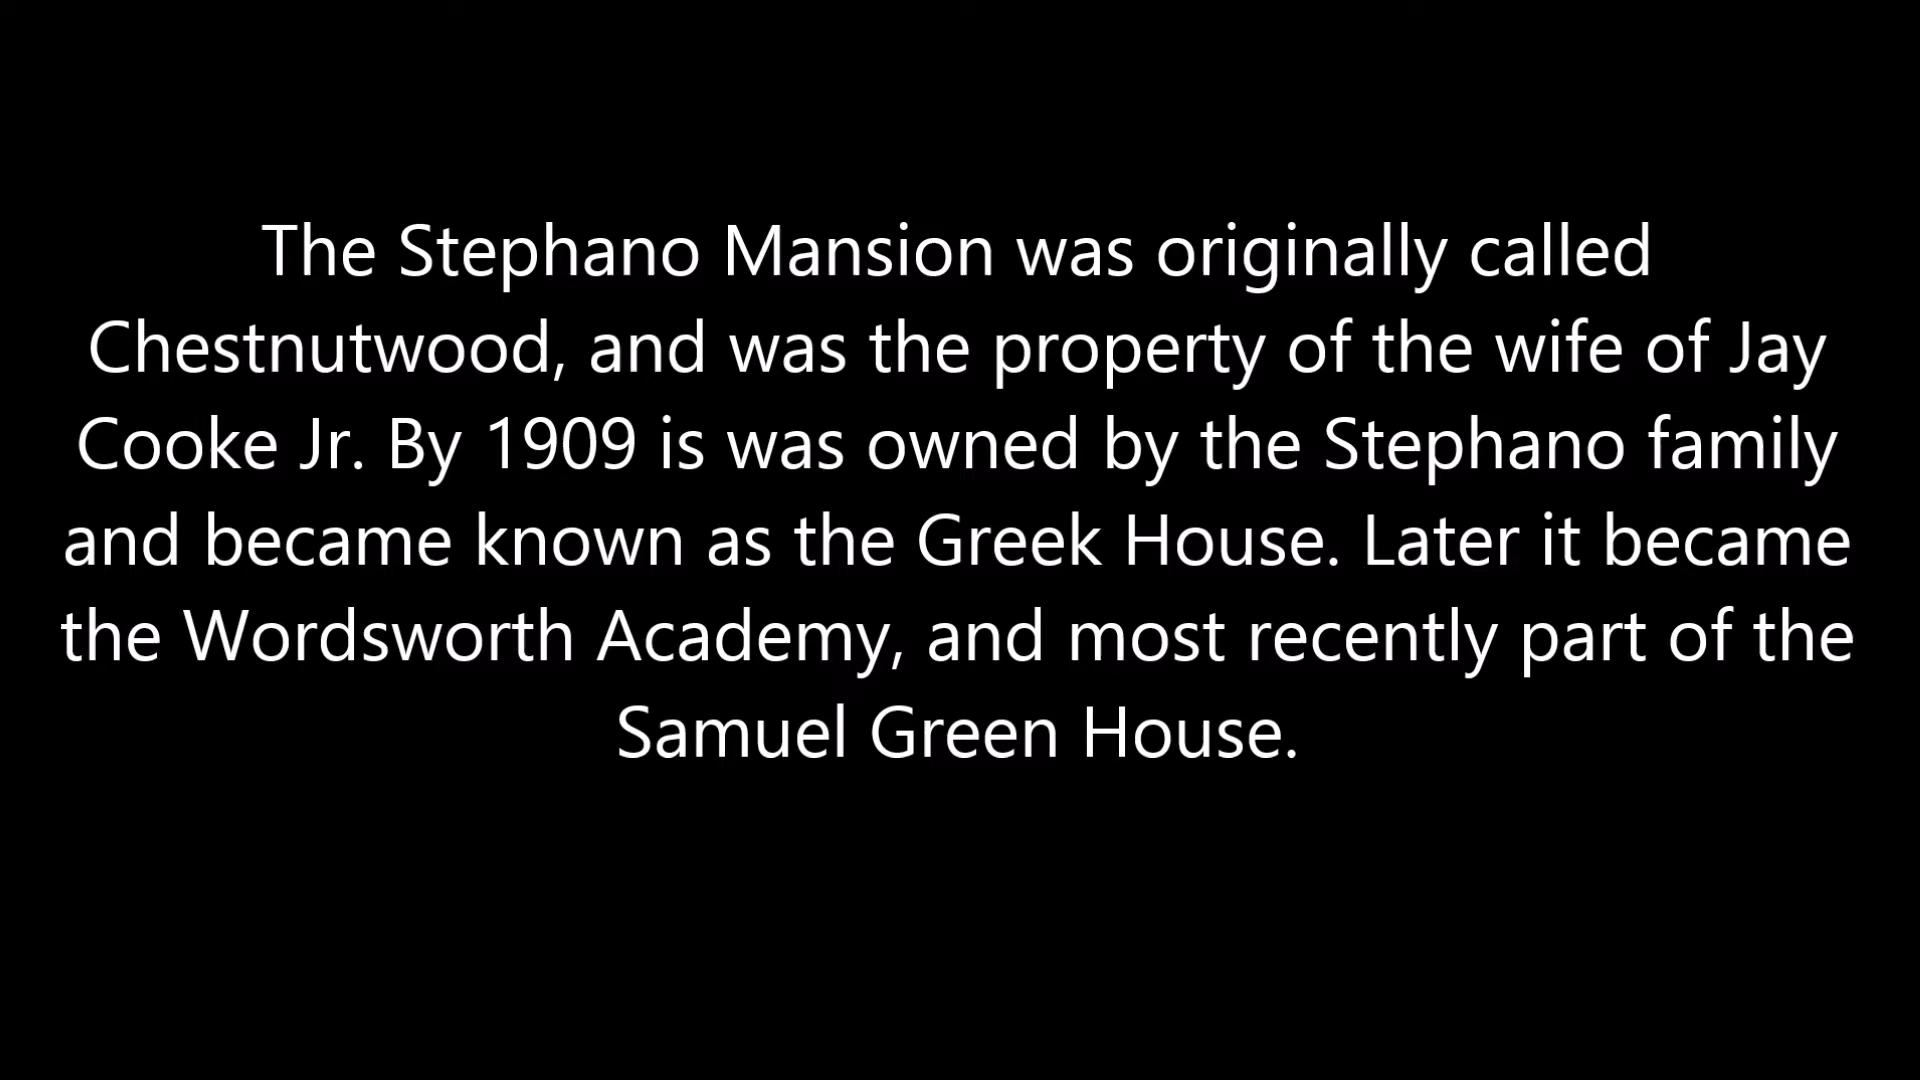 The Stephano Mansion was originally called
Chestnutwood, and was the property of the wife of Jay
Cooke Jr. By 1909 is was owned by the Stephano family
and became known as the Greek House. Later it became
the Wordsworth Academy, and most recently part of the
Samuel Green House.